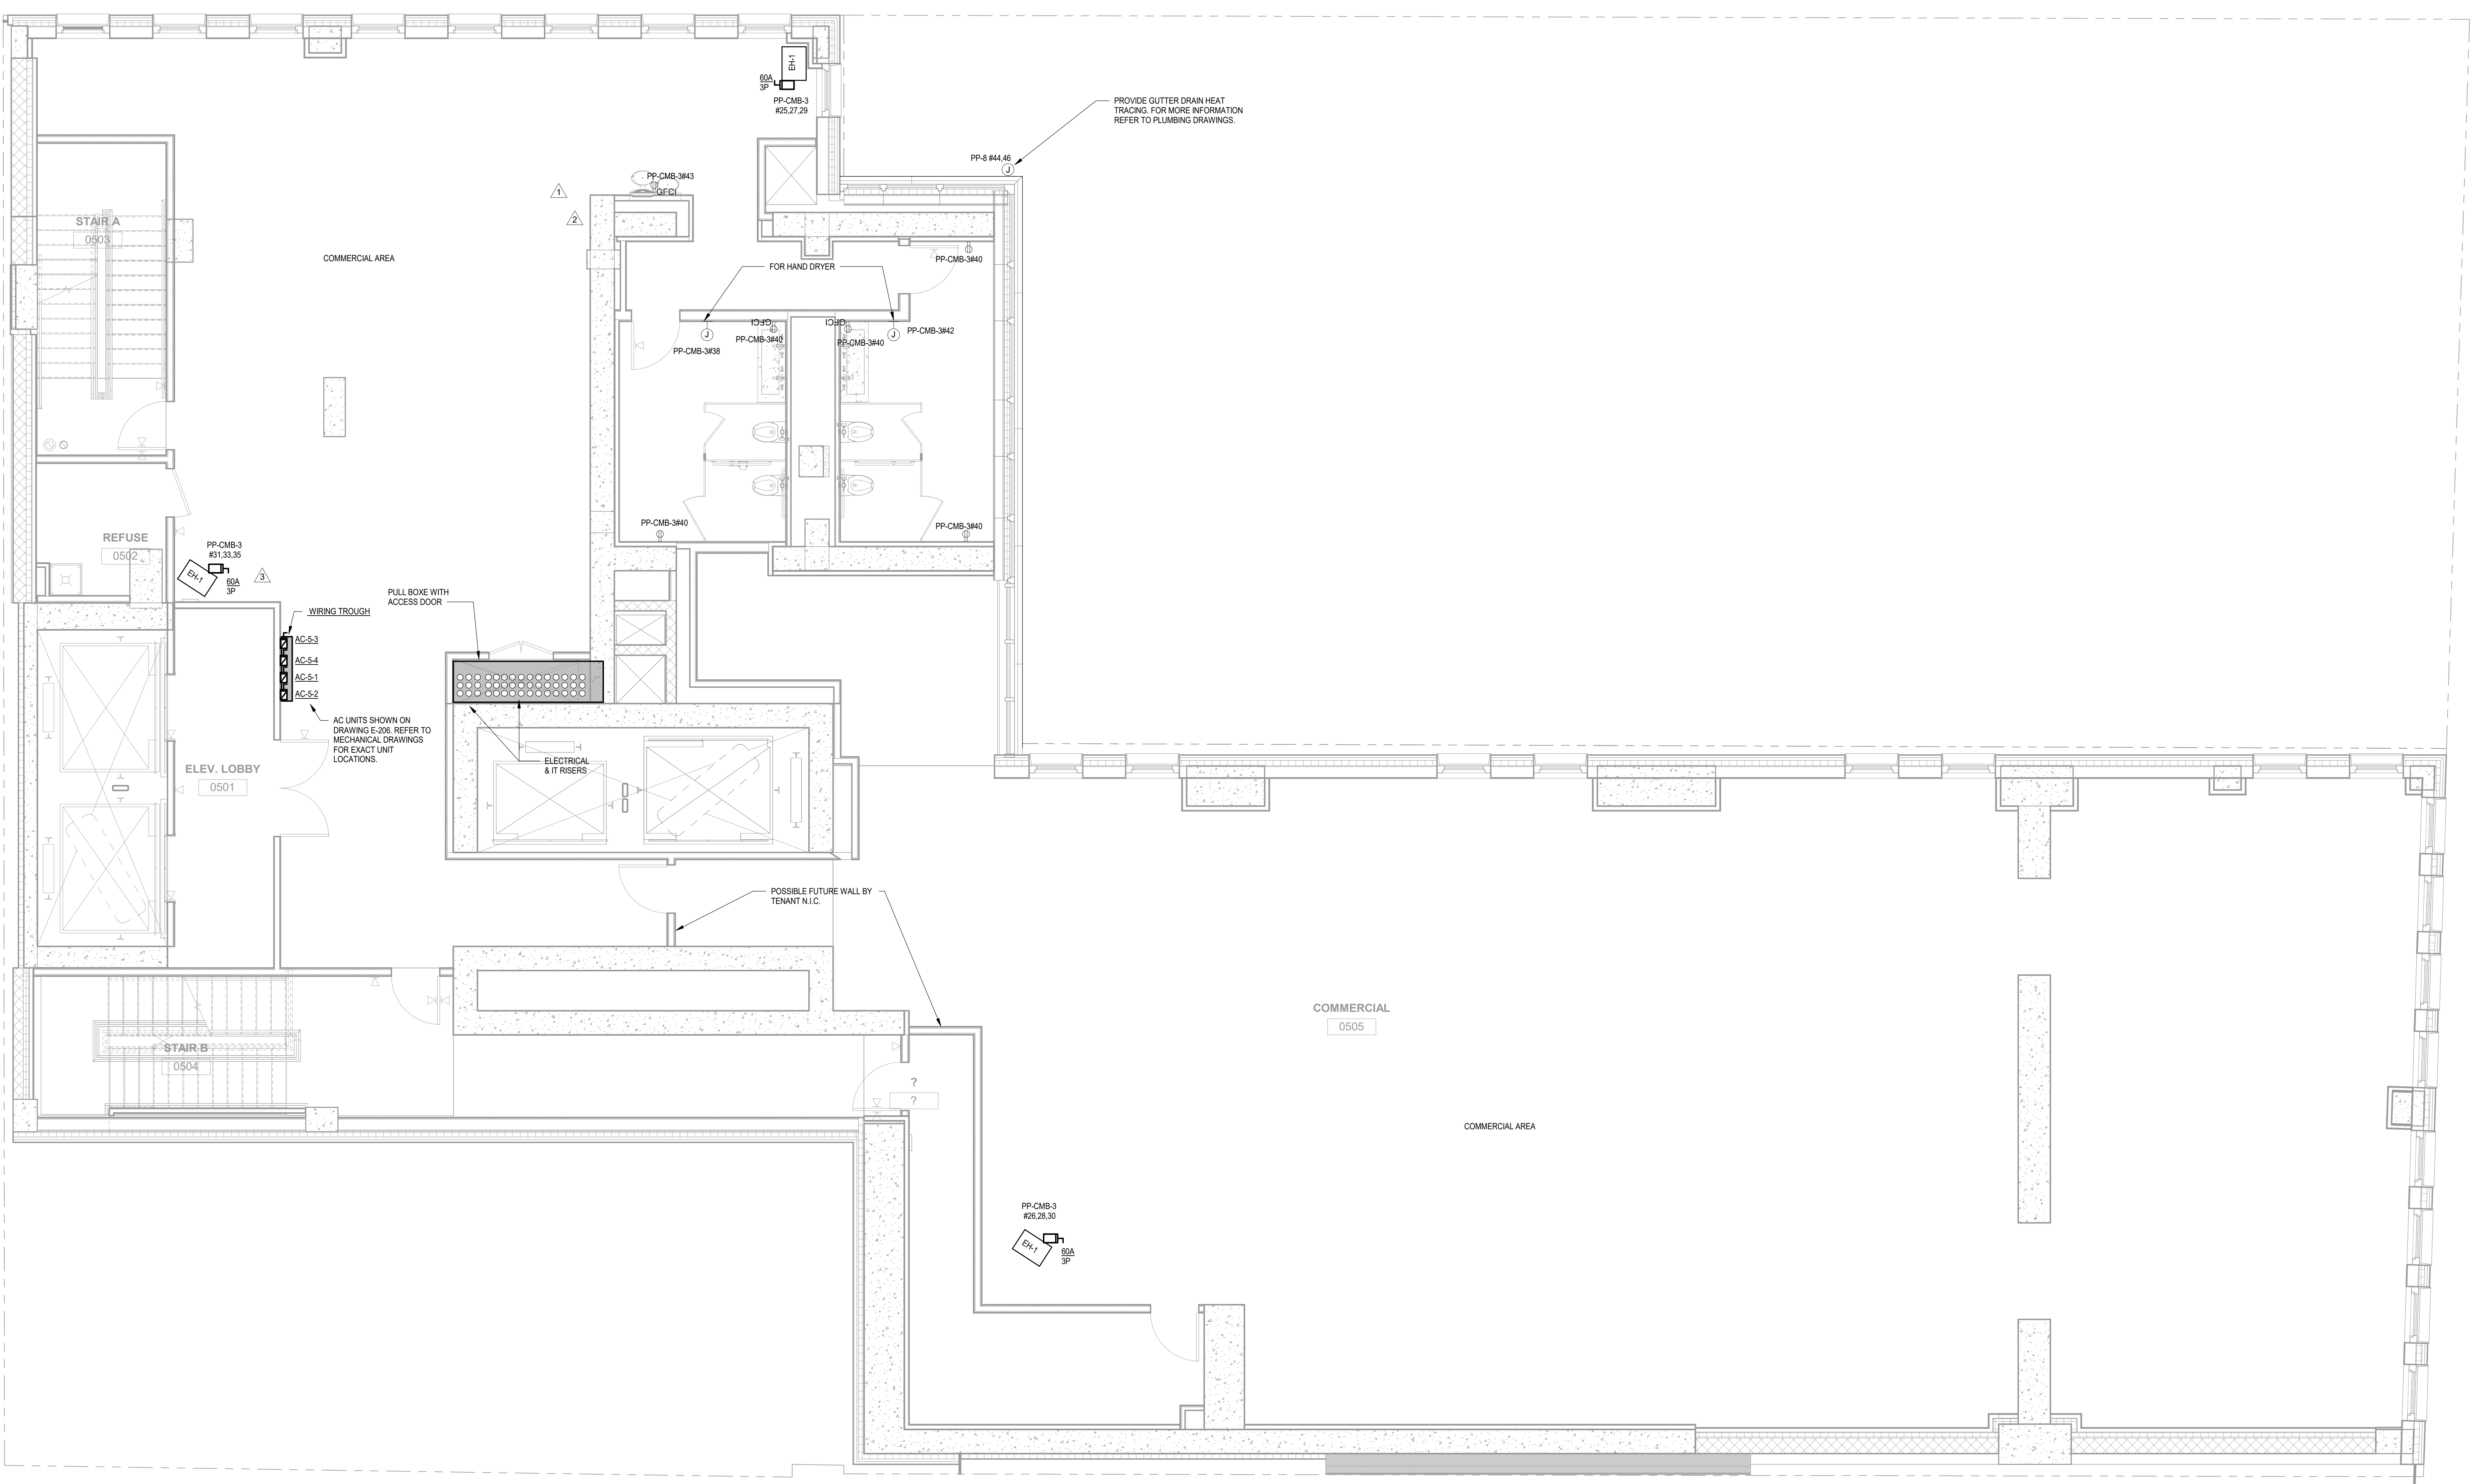 EH-1
60A
3P
PP-CMB-3
#25,27,29
PROVIDE GUTTER DRAIN HEAT
TRACING. FOR MORE INFORMATION
REFER TO PLUMBING DRAWINGS.
PP-8 #44,46
J
PP-CMB-3#43
GFCI
1
2
STAIR A
0503
COMMERCIAL AREA
FOR HAND DRYER
PP-CMB-3#40
GFCI
GFCI
J
J
PP-CMB-3#42
PP-CMB-3#40
PP-CMB-3#40
PP-CMB-3#38
PP-CMB-3#40
PP-CMB-3#40
REFUSE
0502
PP-CMB-3
#31,33,35
EH-1
60A
3P
3
PULL BOXE WITH
ACCESS DOOR
WIRING TROUGH
AC-5-3
AC-5-4
AC-5-1
AC-5-2
AC UNITS SHOWN ON
DRAWING E-206. REFER TO
MECHANICAL DRAWINGS
FOR EXACT UNIT
LOCATIONS.
ELECTRICAL
& IT RISERS
ELEV. LOBBY
0501
POSSIBLE FUTURE WALL BY
TENANT N.I.C.
COMMERCIAL
0505
STAIR B
0504
?
?
COMMERCIAL AREA
PP-CMB-3
#26,28,30
EH-1
60A
3P